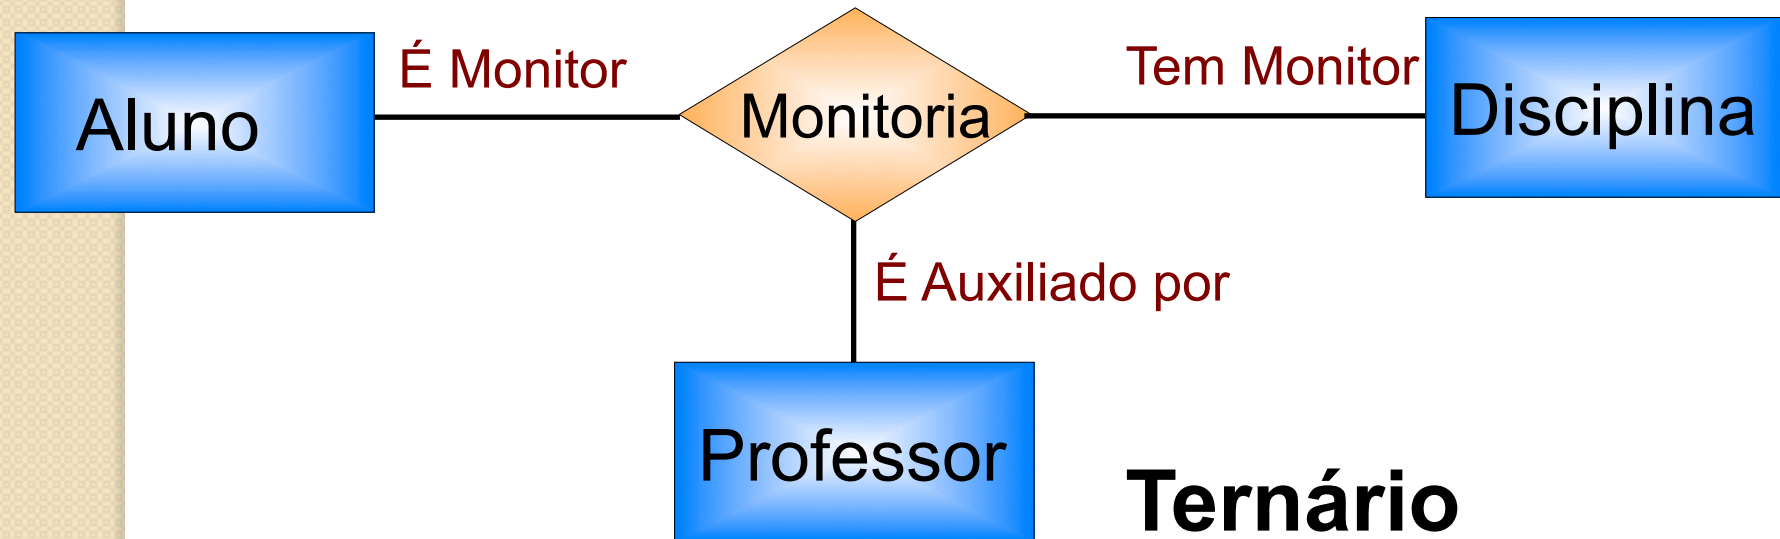 É Monitor
Tem Monitor
Aluno
Monitoria
Disciplina
É Auxiliado por
Professor
Ternário